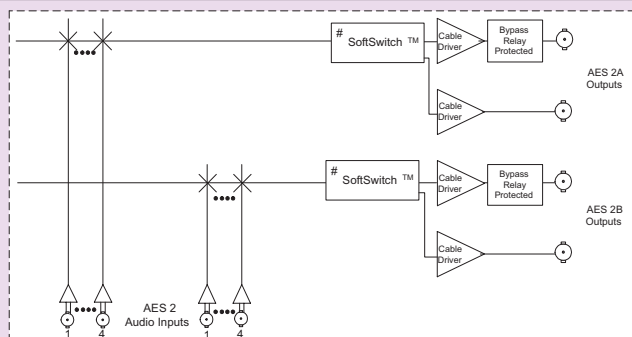 #
SoftSwitch ™
Cable
Driver
Bypass
Relay
Protected
AES 2A
Outputs
Cable
Driver
#
SoftSwitch ™
Cable
Driver
Bypass
Relay
Protected
AES 2B
Outputs
Cable
Driver
AES 2
Audio Inputs
1
4
1
4